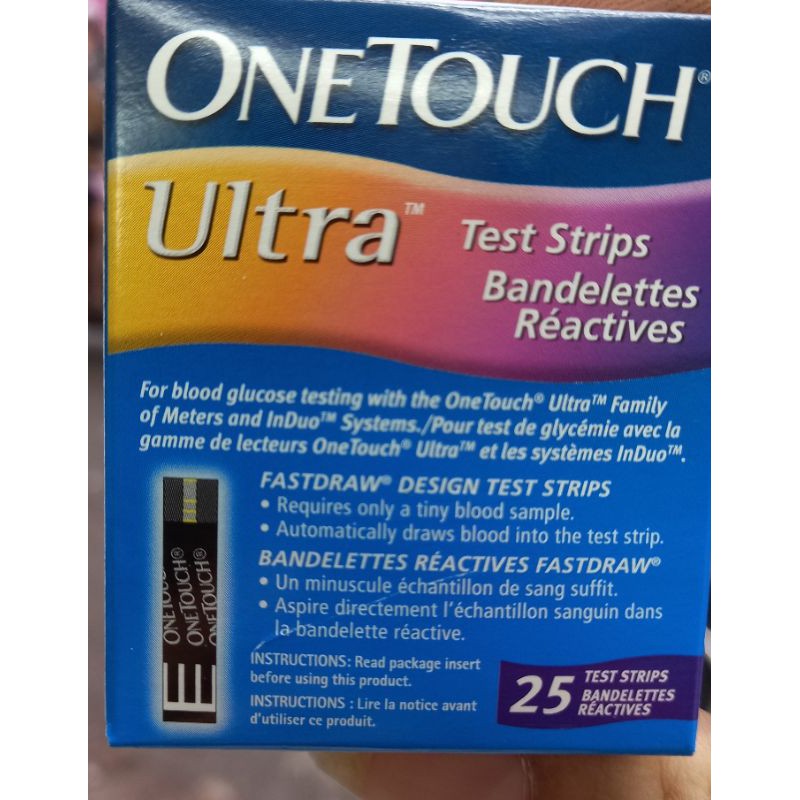 ONETOUCH®
Ultra™
Test Strips
Bandelettes
Réactives
For blood glucose testing with the OneTouch® Ultra™ Family
of Meters and InDuo™ Systems./Pour test de glycémie avec la
gamme de lecteurs OneTouch® Ultra™ et les systèmes InDuo™.
FASTDRAW® DESIGN TEST STRIPS
• Requires only a tiny blood sample.
• Automatically draws blood into the test strip.
BANDELETTES RÉACTIVES FASTDRAW®
• Un minuscule échantillon de sang suffit.
• Aspire directement l'échantillon sanguin dans
la bandelette réactive.
INSTRUCTIONS: Read package insert
before using this product.
INSTRUCTIONS : Lire la notice avant
d'utiliser ce produit.
25
TEST STRIPS
BANDELETTES
RÉACTIVES
ONETOUCH®
ONETOUCH®
ONETOUCH®